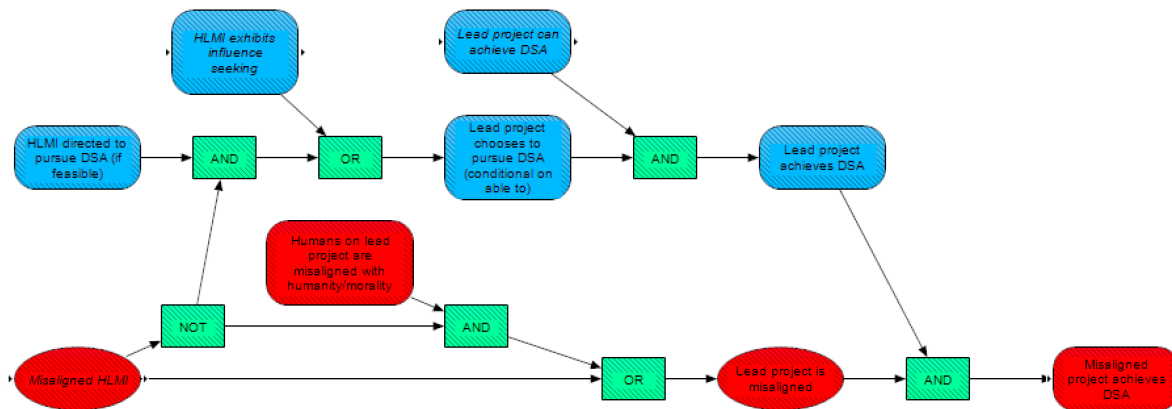 HLMI exhibits
influence
seeking
Lead project can
achieve DSA
HLMI directed to
pursue DSA (if
feasible)
AND
OR
Lead project
chooses to
pursue DSA
(conditional on
able to)
AND
Lead project
achieves DSA
Humans on lead
project are
misaligned with
humanity/morality
NOT
AND
Misaligned HLMI
OR
Lead project is
misaligned
AND
Misaligned
project achieves
DSA